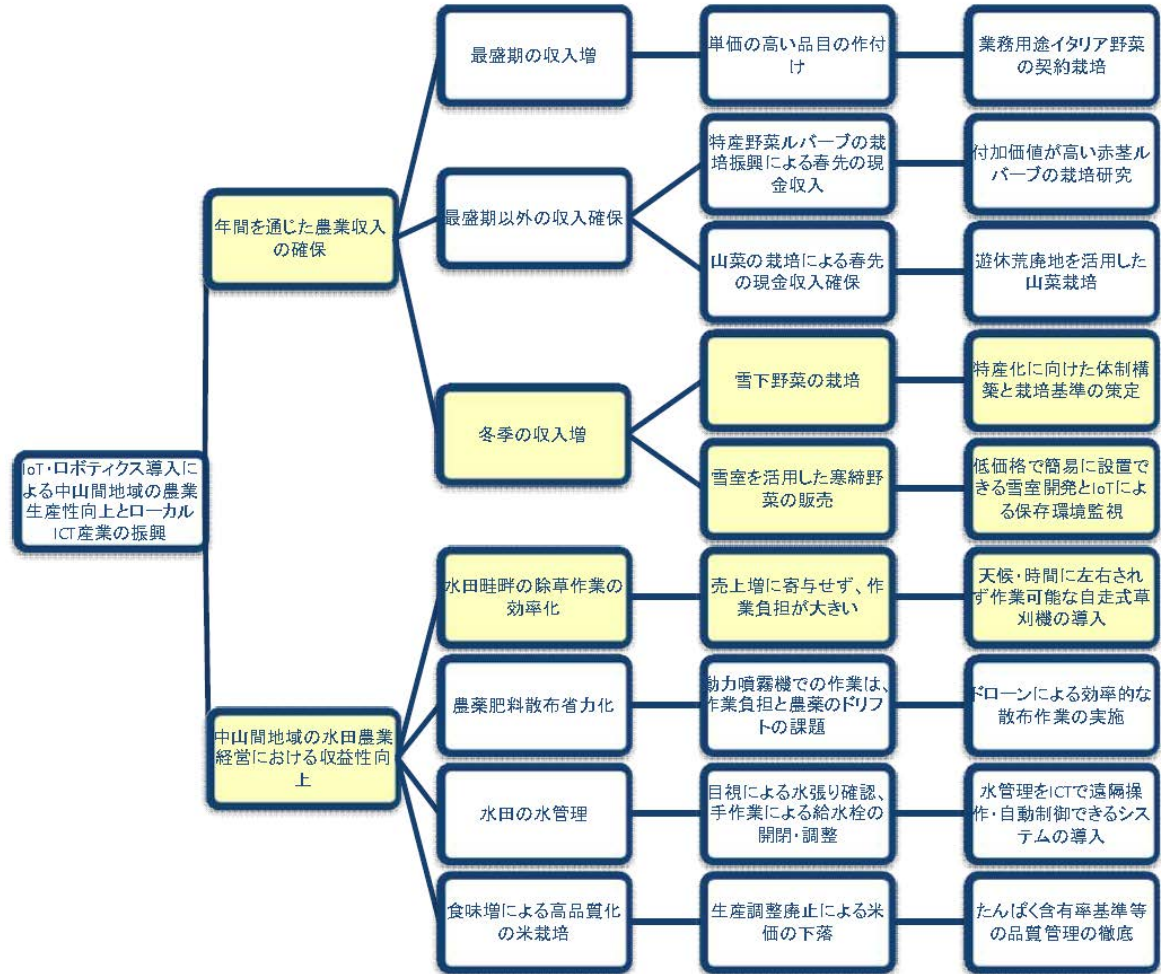 IoT・ロボティクス導入に
よる中山間地域の農業
生産性向上とローカル
ICT産業の振興
年間を通じた農業収入
の確保
最盛期の収入増
単価の高い品目の作付
け
業務用途イタリア野菜
の契約栽培
最盛期以外の収入確保
特産野菜ルバーブの栽
培振興による春先の現
金収入
付加価値が高い赤茎ル
バーブの栽培研究
山菜の栽培による春先
の現金収入確保
遊休荒廃地を活用した
山菜栽培
冬季の収入増
雪下野菜の栽培
特産化に向けた体制構
築と栽培基準の策定
雪室を活用した寒締野
菜の販売
低価格で簡易に設置で
きる雪室開発とIoTによ
る保存環境監視
中山間地域の水田農業
経営における収益性向
上
水田畦畔の除草作業の
効率化
売上増に寄与せず、作
業負担が大きい
天候・時間に左右され
ず作業可能な自走式草
刈機の導入
農薬肥料散布省力化
動力噴霧機での作業は、
作業負担と農薬のドリフ
トの課題
ドローンによる効率的な
散布作業の実施
水田の水管理
目視による水張り確認、
手作業による給水栓の
開閉・調整
水管理をICTで遠隔操
作・自動制御できるシス
テムの導入
食味増による高品質化
の米栽培
生産調整廃止による米
価の下落
たんぱく含有率基準等
の品質管理の徹底